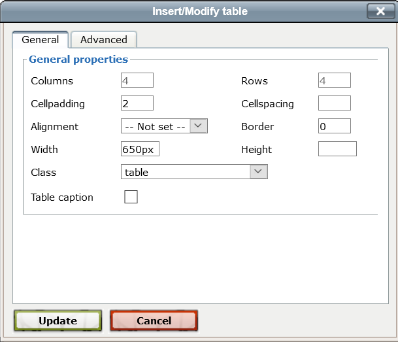 Insert/Modify table
General Advanced
General properties
Columns 4 Rows 4
Cellpadding 2 Cellspacing
Alignment -- Not set -- Border 0
Width 650px Height
Class table
Table caption
Update Cancel